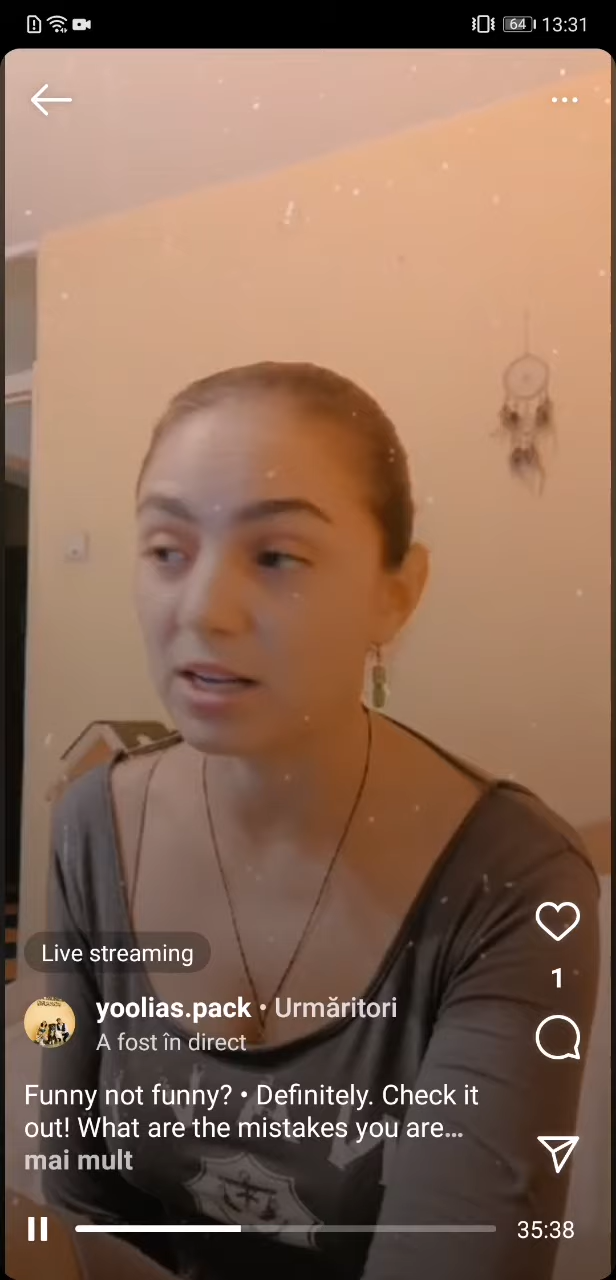 64 13:31
Live streaming
yoolias.pack • Urmăritori
A fost în direct
1
Funny not funny? • Definitely. Check it
out! What are the mistakes you are...
mai mult
35:38